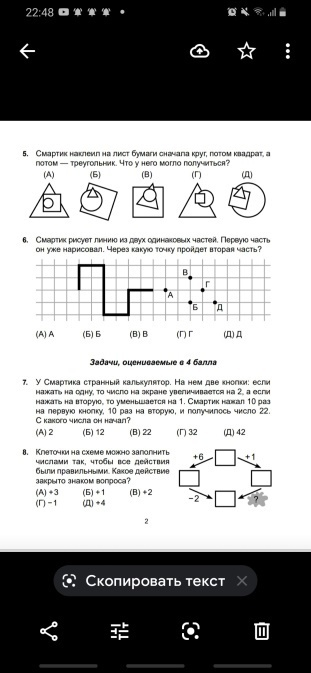 22:48
5. Смартик наклеил на лист бумаги сначала круг, потом квадрат, а
потом — треугольник. Что у него могло получиться?
(А) (Б) (В) (Г) (Д)
6. Смартик рисует линию из двух одинаковых частей. Первую часть
он уже нарисовал. Через какую точку пройдет вторая часть?
В
Г
А
Б Д
(А) А (Б) Б (В) В (Г) Г (Д) Д
Задачи, оцениваемые в 4 балла
7. У Смартика странный калькулятор. На нем две кнопки: если
нажать на одну, то число на экране увеличивается на 2, а если
нажать на вторую, то уменьшается на 1. Смартик нажал 10 раз
на первую кнопку, 10 раз на вторую, и получилось число 22.
С какого числа он начал?
(А) 2 (Б) 12 (В) 22 (Г) 32 (Д) 42
8. Клеточки на схеме можно заполнить
числами так, чтобы все действия
были правильными. Какое действие
закрыто знаком вопроса?
(А) +3 (Б) +1 (В) +2
(Г) −1 (Д) +4
+6 +1
−2 ?
2
Скопировать текст